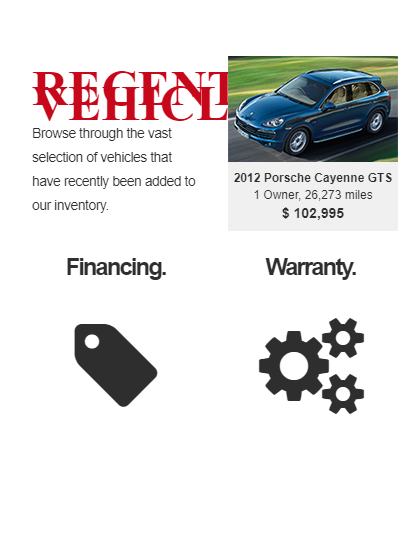 RECENT
VEHICL
Browse through the vast
selection of vehicles that
have recently been added to
our inventory.
2012 Porsche Cayenne GTS
1 Owner, 26,273 miles
$ 102,995
Financing.
Warranty.